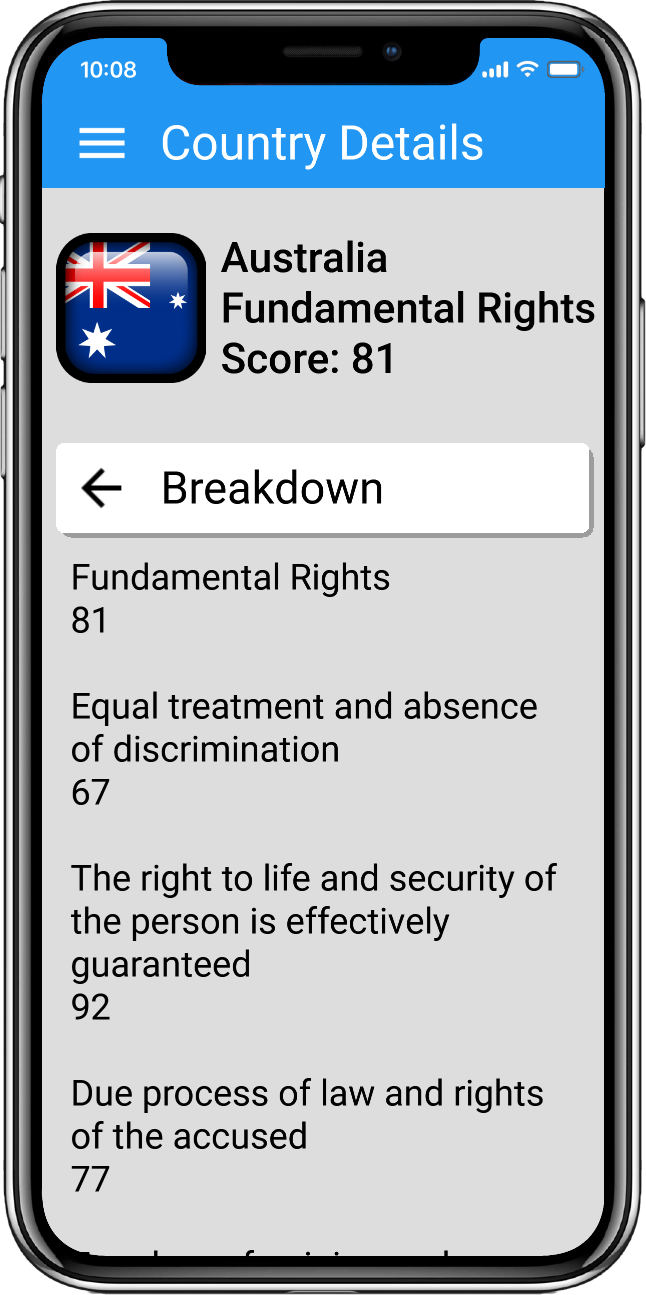 10:08
Country Details
Australia
Fundamental Rights
Score: 81
Breakdown
Fundamental Rights
81
Equal treatment and absence
of discrimination
67
The right to life and security of
the person is effectively
guaranteed
92
Due process of law and rights
of the accused
77